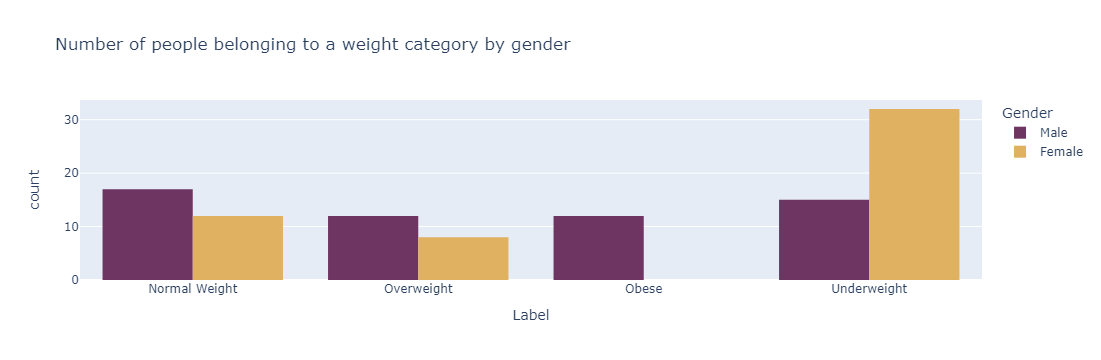 Number of people belonging to a weight category by gender
Gender
Male
Female
count
30
20
10
0
Normal Weight
Overweight
Obese
Underweight
Label